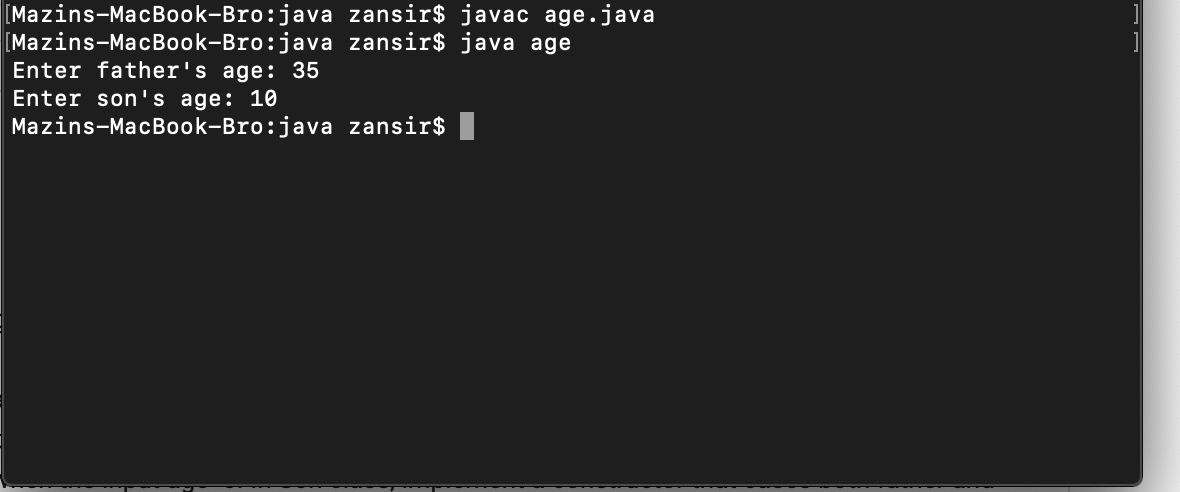 [Mazins-MacBook-Bro:java zansir$ javac age.java ]
[Mazins-MacBook-Bro:java zansir$ java age ]
Enter father's age: 35
Enter son's age: 10
Mazins-MacBook-Bro:java zansir$